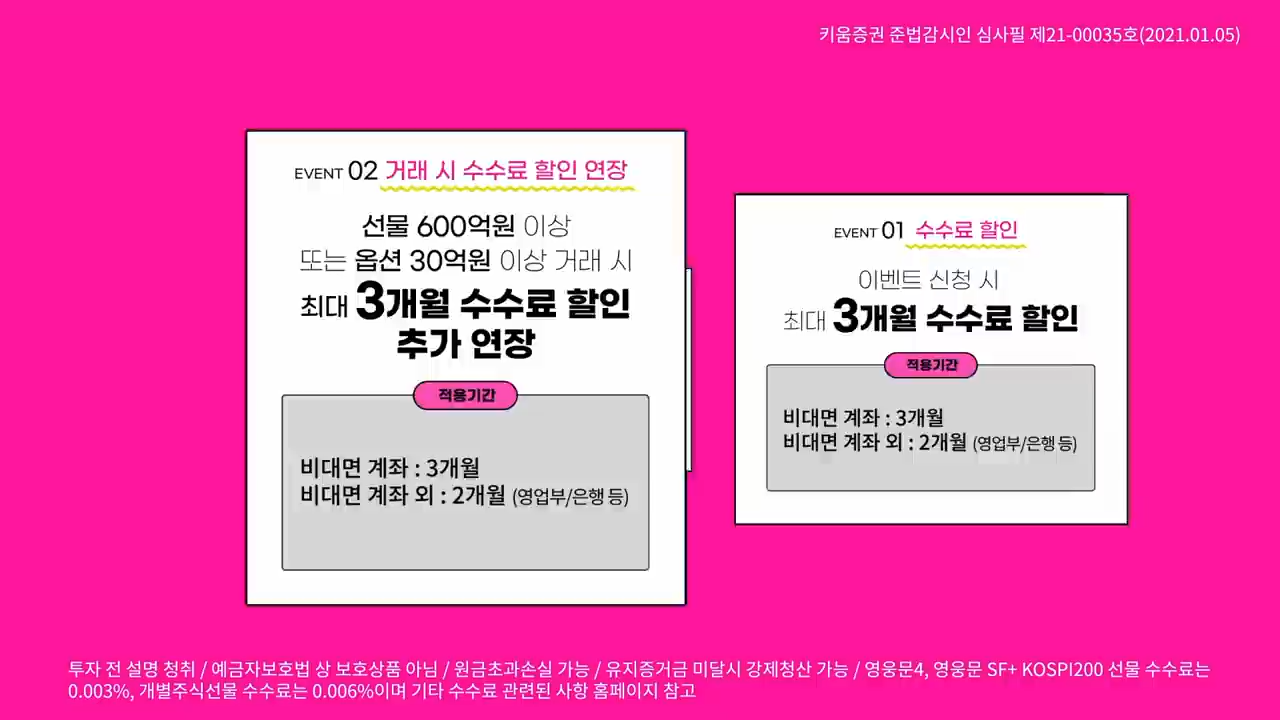 키움증권 준법감시인 심사필 제21-00035호(2021.01.05)
EVENT 02 거래 시 수수료 할인 연장
선물 600억원 이상
또는 옵션 30억원 이상 거래 시
최대 3개월 수수료 할인
추가 연장
적용기간
비대면 계좌 : 3개월
비대면 계좌 외 : 2개월 (영업부/은행 등)
EVENT 01 수수료 할인
이벤트 신청 시
최대 3개월 수수료 할인
적용기간
비대면 계좌 : 3개월
비대면 계좌 외 : 2개월 (영업부/은행 등)
투자 전 설명 청취 / 예금자보호법 상 보호상품 아님 / 원금초과손실 가능 / 유지증거금 미달시 강제청산 가능 / 영웅문4, 영웅문 SF+ KOSPI200 선물 수수료는
0.003%, 개별주식선물 수수료는 0.006%이며 기타 수수료 관련된 사항 홈페이지 참고